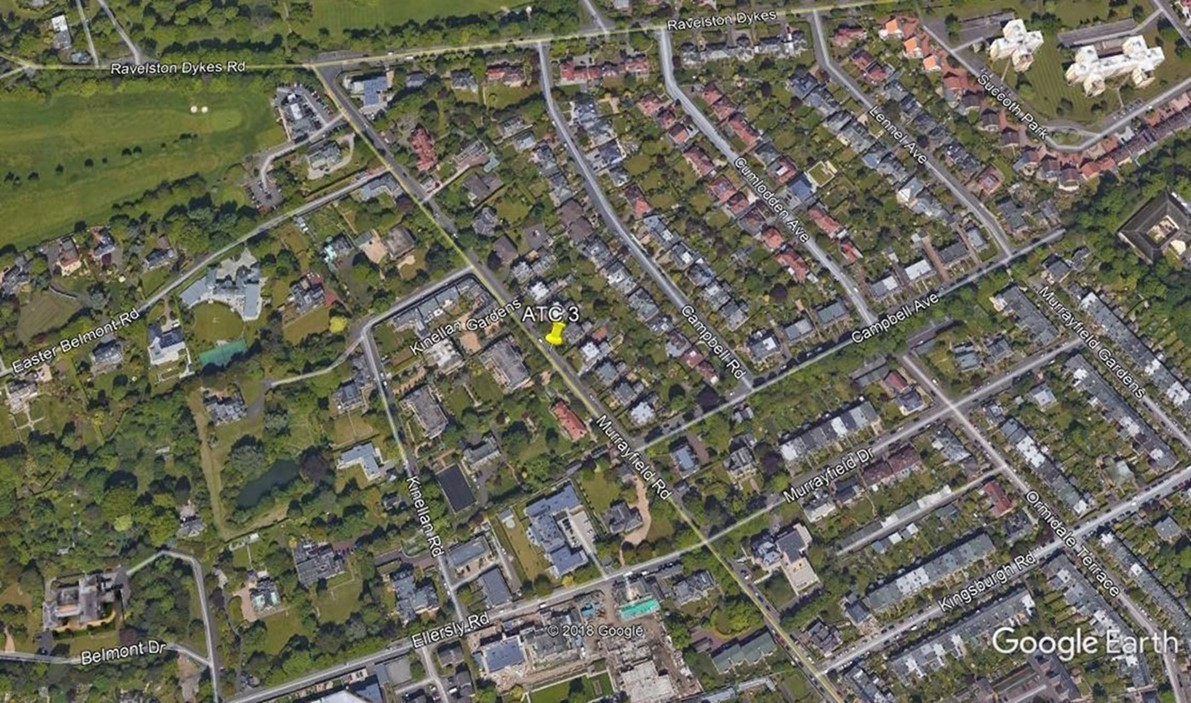 Ravelston Dykes
Ravelston Dykes Rd
Succoth Park
Lennel Ave
Cumlodden Ave
Murrayfield Gardens
Campbell Ave
Kinellan Gardens
ATC 3
Easter Belmont Rd
Campbell Rd
Murrayfield Rd
Murrayfield Dr
Kinellan Rd
Ormidale Terrace
Kingsburgh Rd
Ellersly Rd
© 2018 Google
Google Earth
Belmont Dr